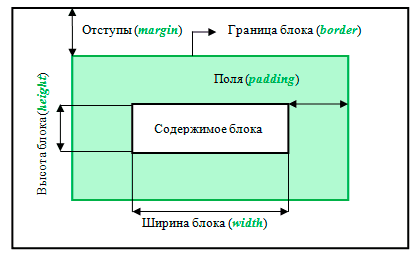 Отступы (margin)
Граница блока (border)
Поля (padding)
Высота блока (height)
Содержимое блока
Ширина блока (width)